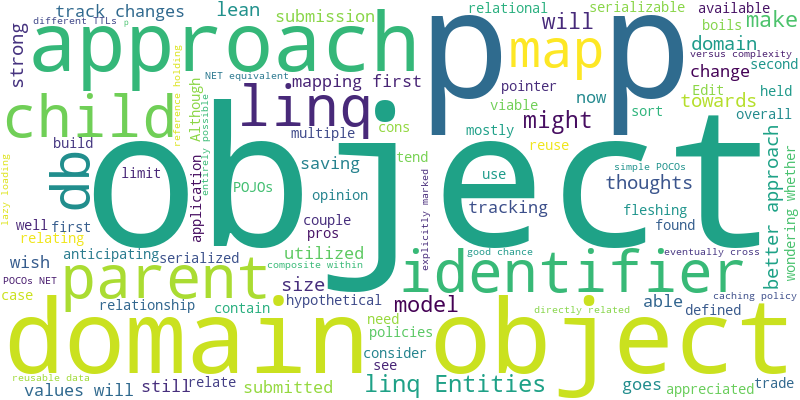 different TTLs
p
track changes
lean
submission
relational
serializable
available
boils
make
strong
approach
p
p
will
map
domain
versus complexity
second
reference holding
NET equivalent
mapping first
pointer
change
Although
entirely possible
child
linq
viable
now
Edit
held
might
towards
sort
overall
multiple
cons
mostly
reuse
build
db
object
limit
application
saving
tend
simple POCOs
better approach
wondering whether
lazy loading
POJOs
opinion
use
thoughts
explicitly marked
tracking
fleshing
found
well
first
couple
pros
relating
wish
anticipating
serialized
utilized
good chance
eventually cross
parent
composite within
identifier
POCOs NET
case
size
hypothetical
able
caching policy
relationship
contain
model
defined
directly related
domain object
policies
need
consider
trade
see
reusable data
values will
still
relate
submitted
linq Entities
goes
appreciated